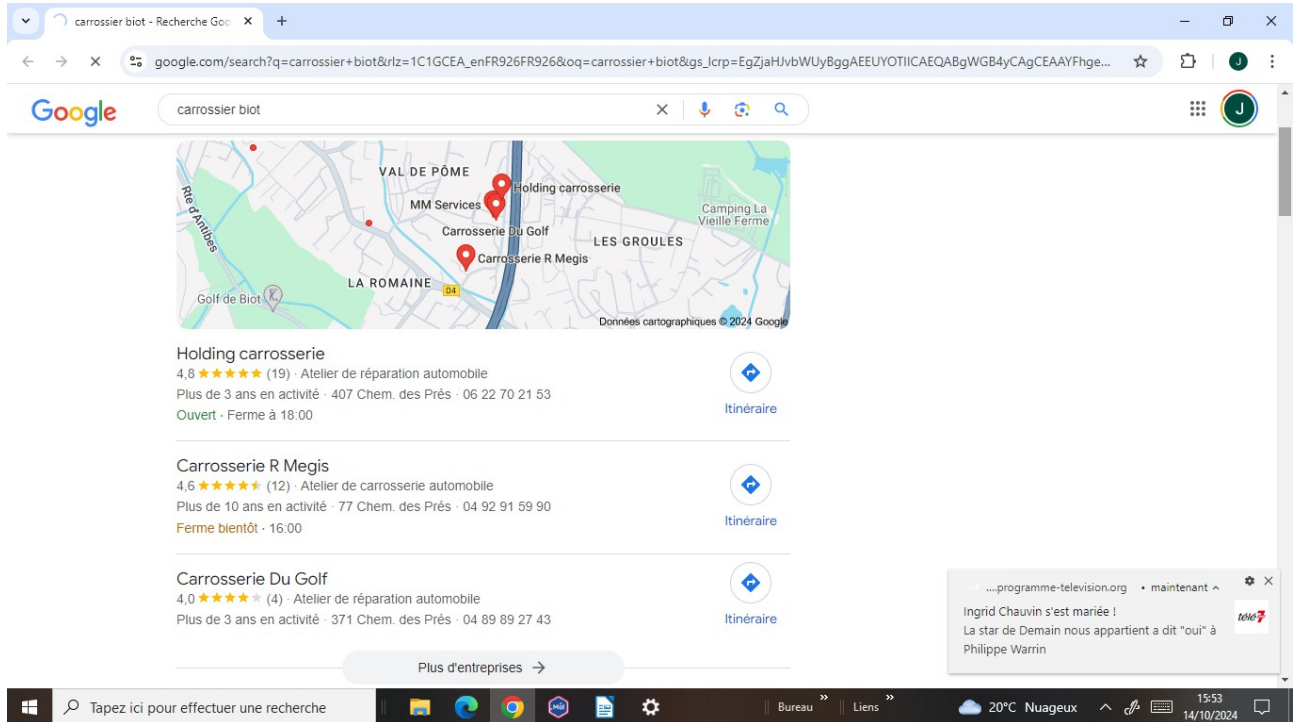 carrossier biot - Recherche Goo
google.com/search?q=carrossier+biot&rlz=1C1GCEA_enFR926FR926&oq=carrossier+biot&gs_lcrp=EgZjaHJvbWUyBggAEEUYOTIICAEQABgWGB4yCAgCEAAYFhge...
J
Google
carrossier biot
J
VAL DE PÔME
Holding carrosserie
MM Services
Camping La
Vieille Ferme
Rte d'Antibes
Carrosserie Du Golf
LES GROULES
Carrosserie R Megis
LA ROMAINE
D4
Golf de Biot
Données cartographiques © 2024 Google
Holding carrosserie
4,8 ★★★★★ (19) · Atelier de réparation automobile
Plus de 3 ans en activité · 407 Chem. des Prés · 06 22 70 21 53
Ouvert · Ferme à 18:00
Itinéraire
Carrosserie R Megis
4,6 (12) · Atelier de carrosserie automobile
Plus de 10 ans en activité · 77 Chem. des Prés · 04 92 91 59 90
Ferme bientôt · 16:00
Itinéraire
Carrosserie Du Golf
4,0 (4) · Atelier de réparation automobile
Plus de 3 ans en activité · 371 Chem. des Prés · 04 89 89 27 43
Itinéraire
Plus d'entreprises →
....programme-television.org • maintenant
Ingrid Chauvin s'est mariée !
La star de Demain nous appartient a dit "oui" à
Philippe Warrin
télé 7
Tapez ici pour effectuer une recherche
Bureau
Liens
20°C Nuageux
15:53
14/10/2024